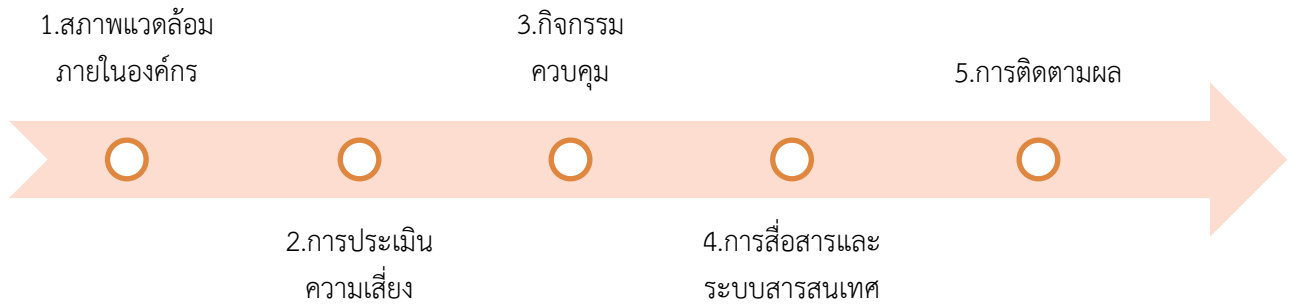 1.สภาพแวดล้อม
ภายในองค์กร
2.การประเมิน
ความเสี่ยง
3.กิจกรรม
ควบคุม
4.การสื่อสารและ
ระบบสารสนเทศ
5.การติดตามผล